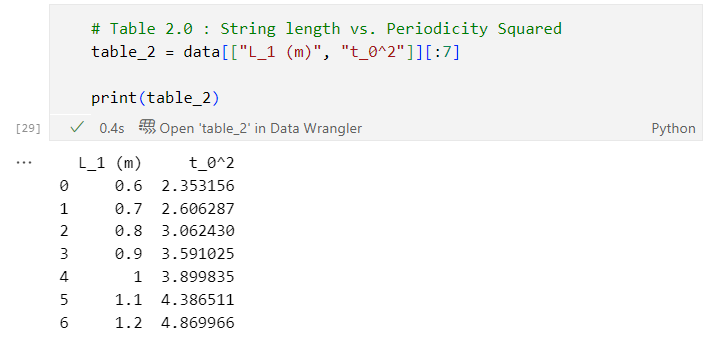 # Table 2.0 : String length vs. Periodicity Squared
table_2 = data[["L_1 (m)", "t_0^2"]][:7]
print(table_2)
[29] ✓ 0.4s Open 'table_2' in Data Wrangler Python
... L_1 (m) t_0^2
0 0.6 2.353156
1 0.7 2.606287
2 0.8 3.062430
3 0.9 3.591025
4 1 3.899835
5 1.1 4.386511
6 1.2 4.869966